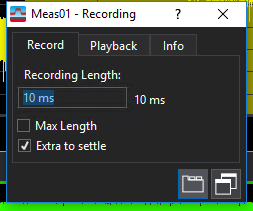 Meas01 - Recording ? ×
Record Playback Info
Recording Length:
10 ms 10 ms
Max Length
Extra to settle